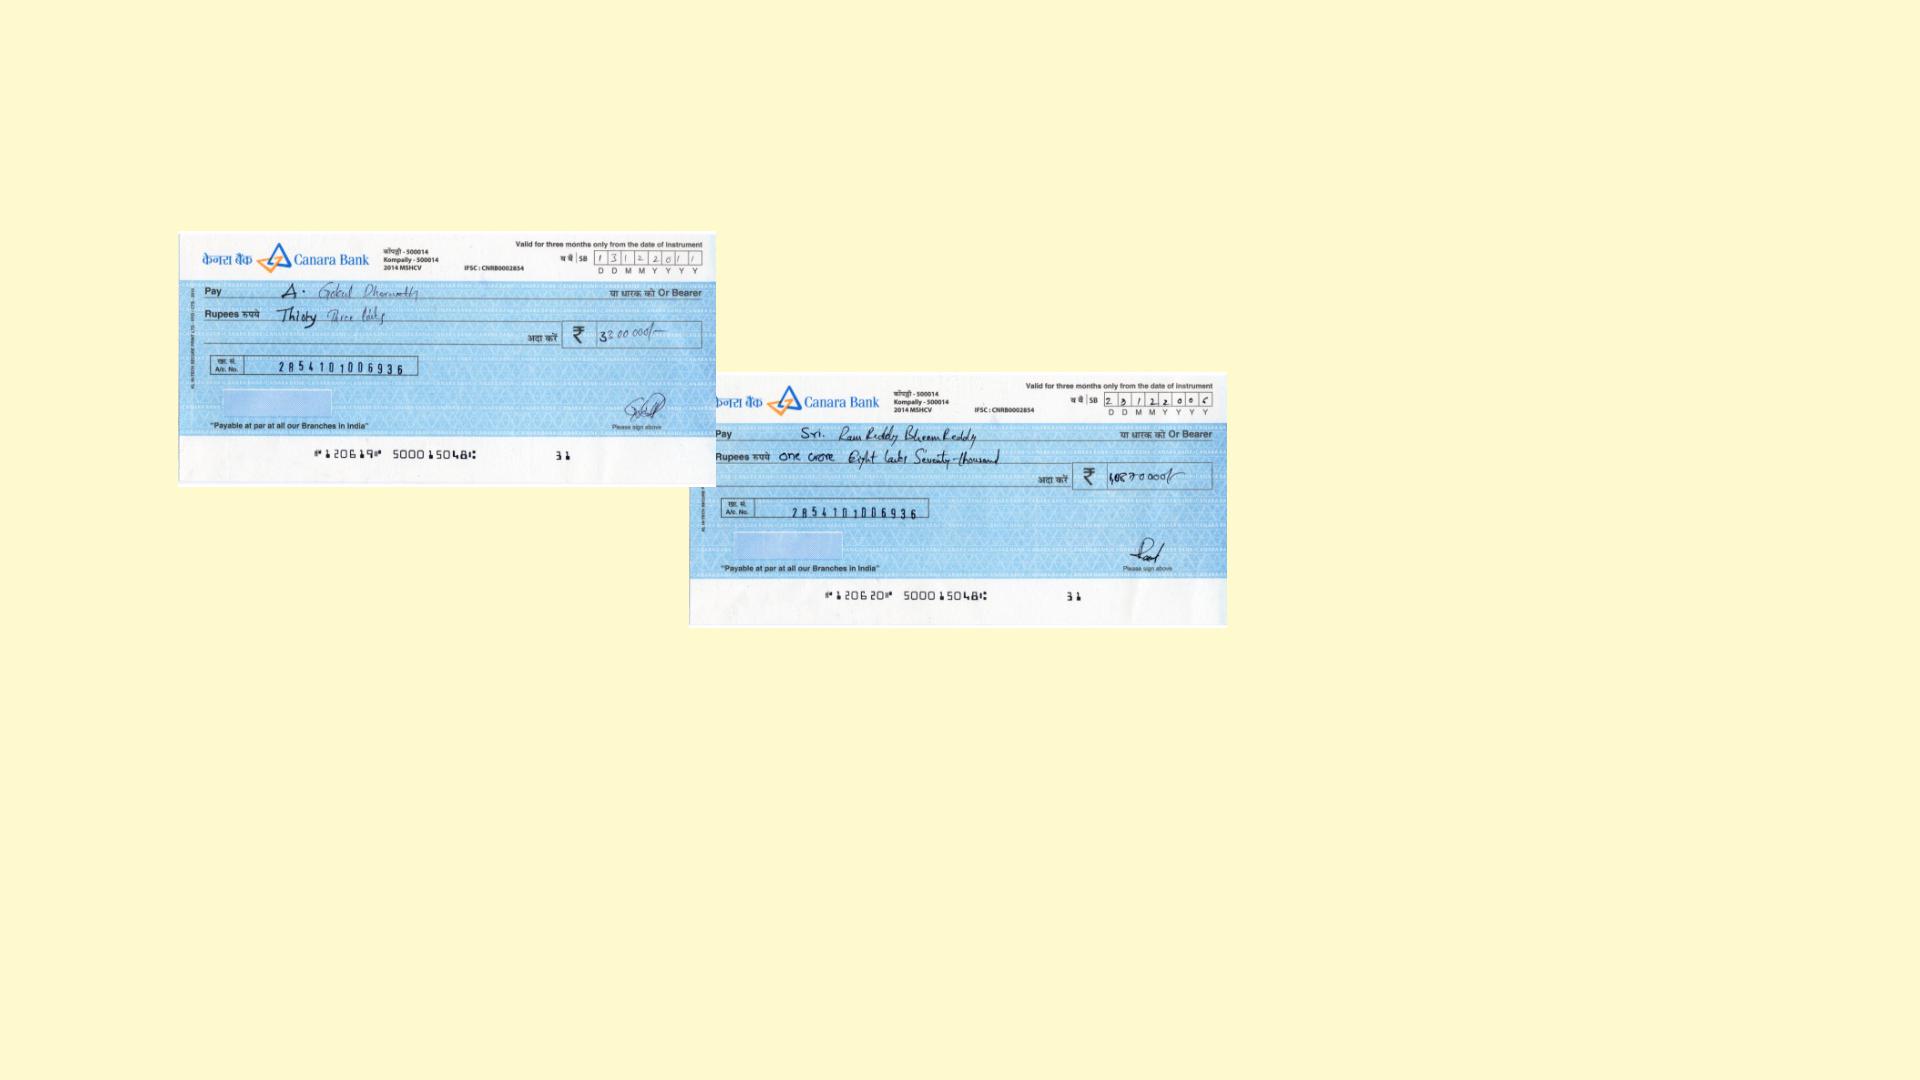 Valid for three months only from the date of Instrument
केनरा बैंक Canara Bank
कोंपल्ली - 500014
Kompally - 500014
2014 MSHCV
IFSC : CNRB0002854
ब बैं SB 1 3 1 2 2 0 1 1
D D M M Y Y Y Y
Pay A. Gokul या धारक को Or Bearer
Rupees रुपये Thirty Three lakhs
अदा करें ₹ 3300000/-
खा. सं.
A/c. No. 2854101006936
"Payable at par at all our Branches in India"
Please sign above
⑈120619⑈ 500015048⑆ 31
Valid for three months only from the date of Instrument
केनरा बैंक Canara Bank
कोंपल्ली - 500014
Kompally - 500014
2014 MSHCV
IFSC : CNRB0002854
ब बैं SB 2 3 1 2 2 0 0
D D M M Y Y Y Y
Pay Sri. Ram Reddy Bheem Reddy या धारक को Or Bearer
Rupees रुपये One crore Eight lakhs Seventy-thousand
अदा करें ₹ 10870000/-
खा. सं.
A/c. No. 2854101006936
"Payable at par at all our Branches in India"
Please sign above
⑈120620⑈ 500015048⑆ 31